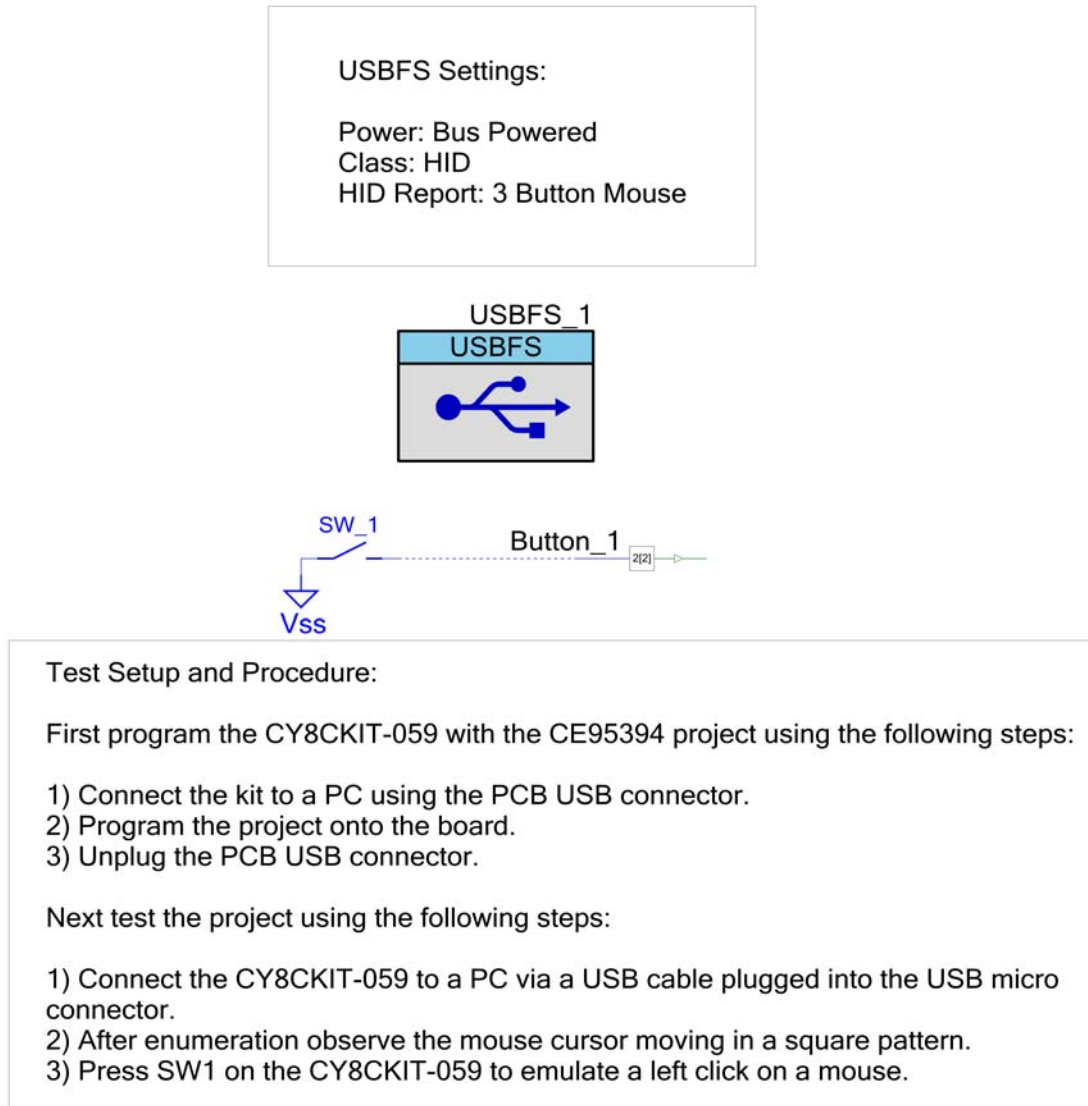 USBFS Settings:
Power: Bus Powered
Class: HID
HID Report: 3 Button Mouse
USBFS_1
USBFS
SW_1
Button_1
2[2]
Vss
Test Setup and Procedure:
First program the CY8CKIT-059 with the CE95394 project using the following steps:
1) Connect the kit to a PC using the PCB USB connector.
2) Program the project onto the board.
3) Unplug the PCB USB connector.
Next test the project using the following steps:
1) Connect the CY8CKIT-059 to a PC via a USB cable plugged into the USB micro
connector.
2) After enumeration observe the mouse cursor moving in a square pattern.
3) Press SW1 on the CY8CKIT-059 to emulate a left click on a mouse.